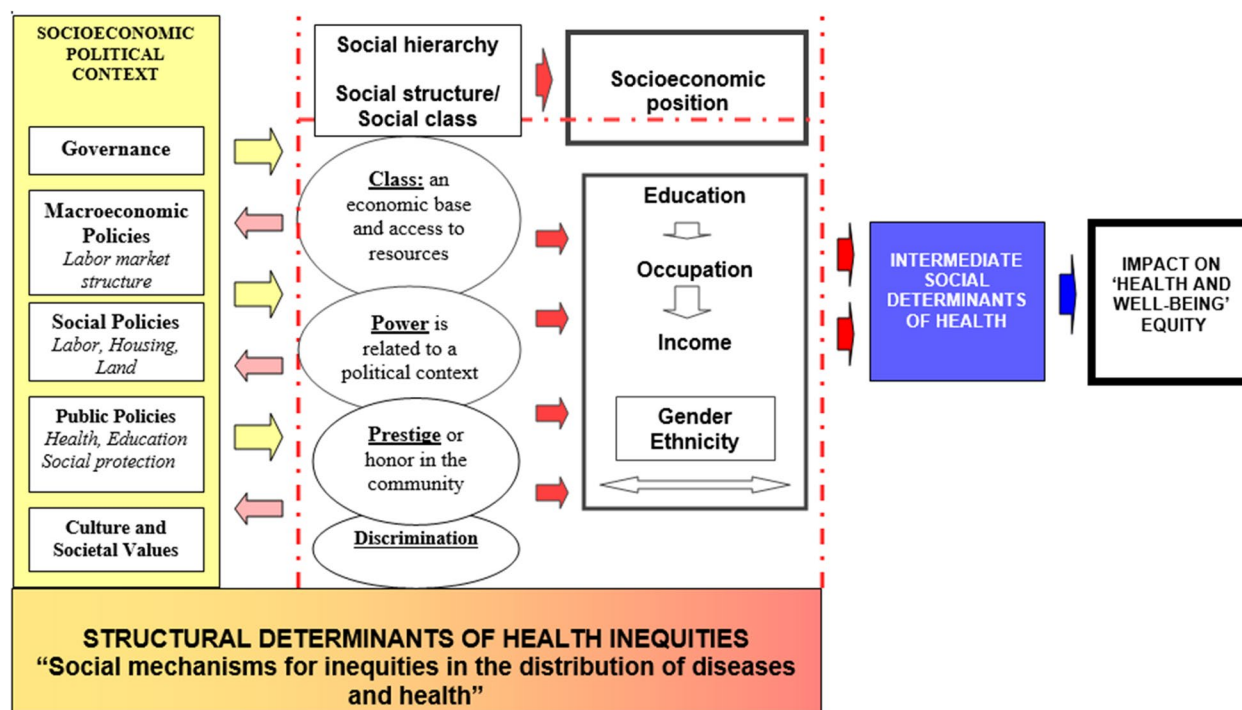 SOCIOECONOMIC
POLITICAL
CONTEXT
Governance
Macroeconomic
Policies
Labor market
structure
Social Policies
Labor, Housing,
Land
Public Policies
Health, Education
Social protection
Culture and
Societal Values
Social hierarchy
Social structure/
Social class
Class: an
economic base
and access to
resources
Power is
related to a
political context
Prestige or
honor in the
community
Discrimination
Socioeconomic
position
Education
Occupation
Income
Gender
Ethnicity
INTERMEDIATE
SOCIAL
DETERMINANTS
OF HEALTH
IMPACT ON
‘HEALTH AND
WELL-BEING’
EQUITY
STRUCTURAL DETERMINANTS OF HEALTH INEQUITIES
“Social mechanisms for inequities in the distribution of diseases
and health”